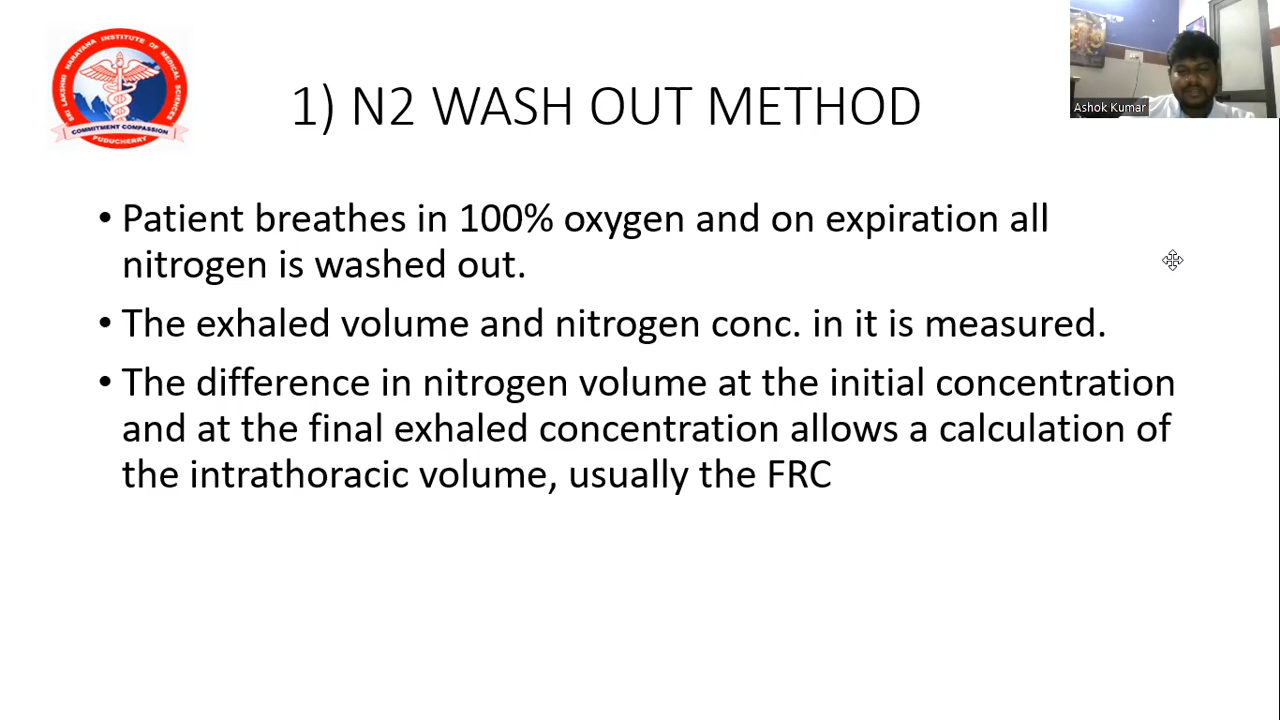 SRI LAKSHMI NARAYANA INSTITUTE OF MEDICAL SCIENCES
COMMITMENT COMPASSION
PUDUCHERRY
1) N2 WASH OUT METHOD
Ashok Kumar
• Patient breathes in 100% oxygen and on expiration all
nitrogen is washed out.
• The exhaled volume and nitrogen conc. in it is measured.
• The difference in nitrogen volume at the initial concentration
and at the final exhaled concentration allows a calculation of
the intrathoracic volume, usually the FRC